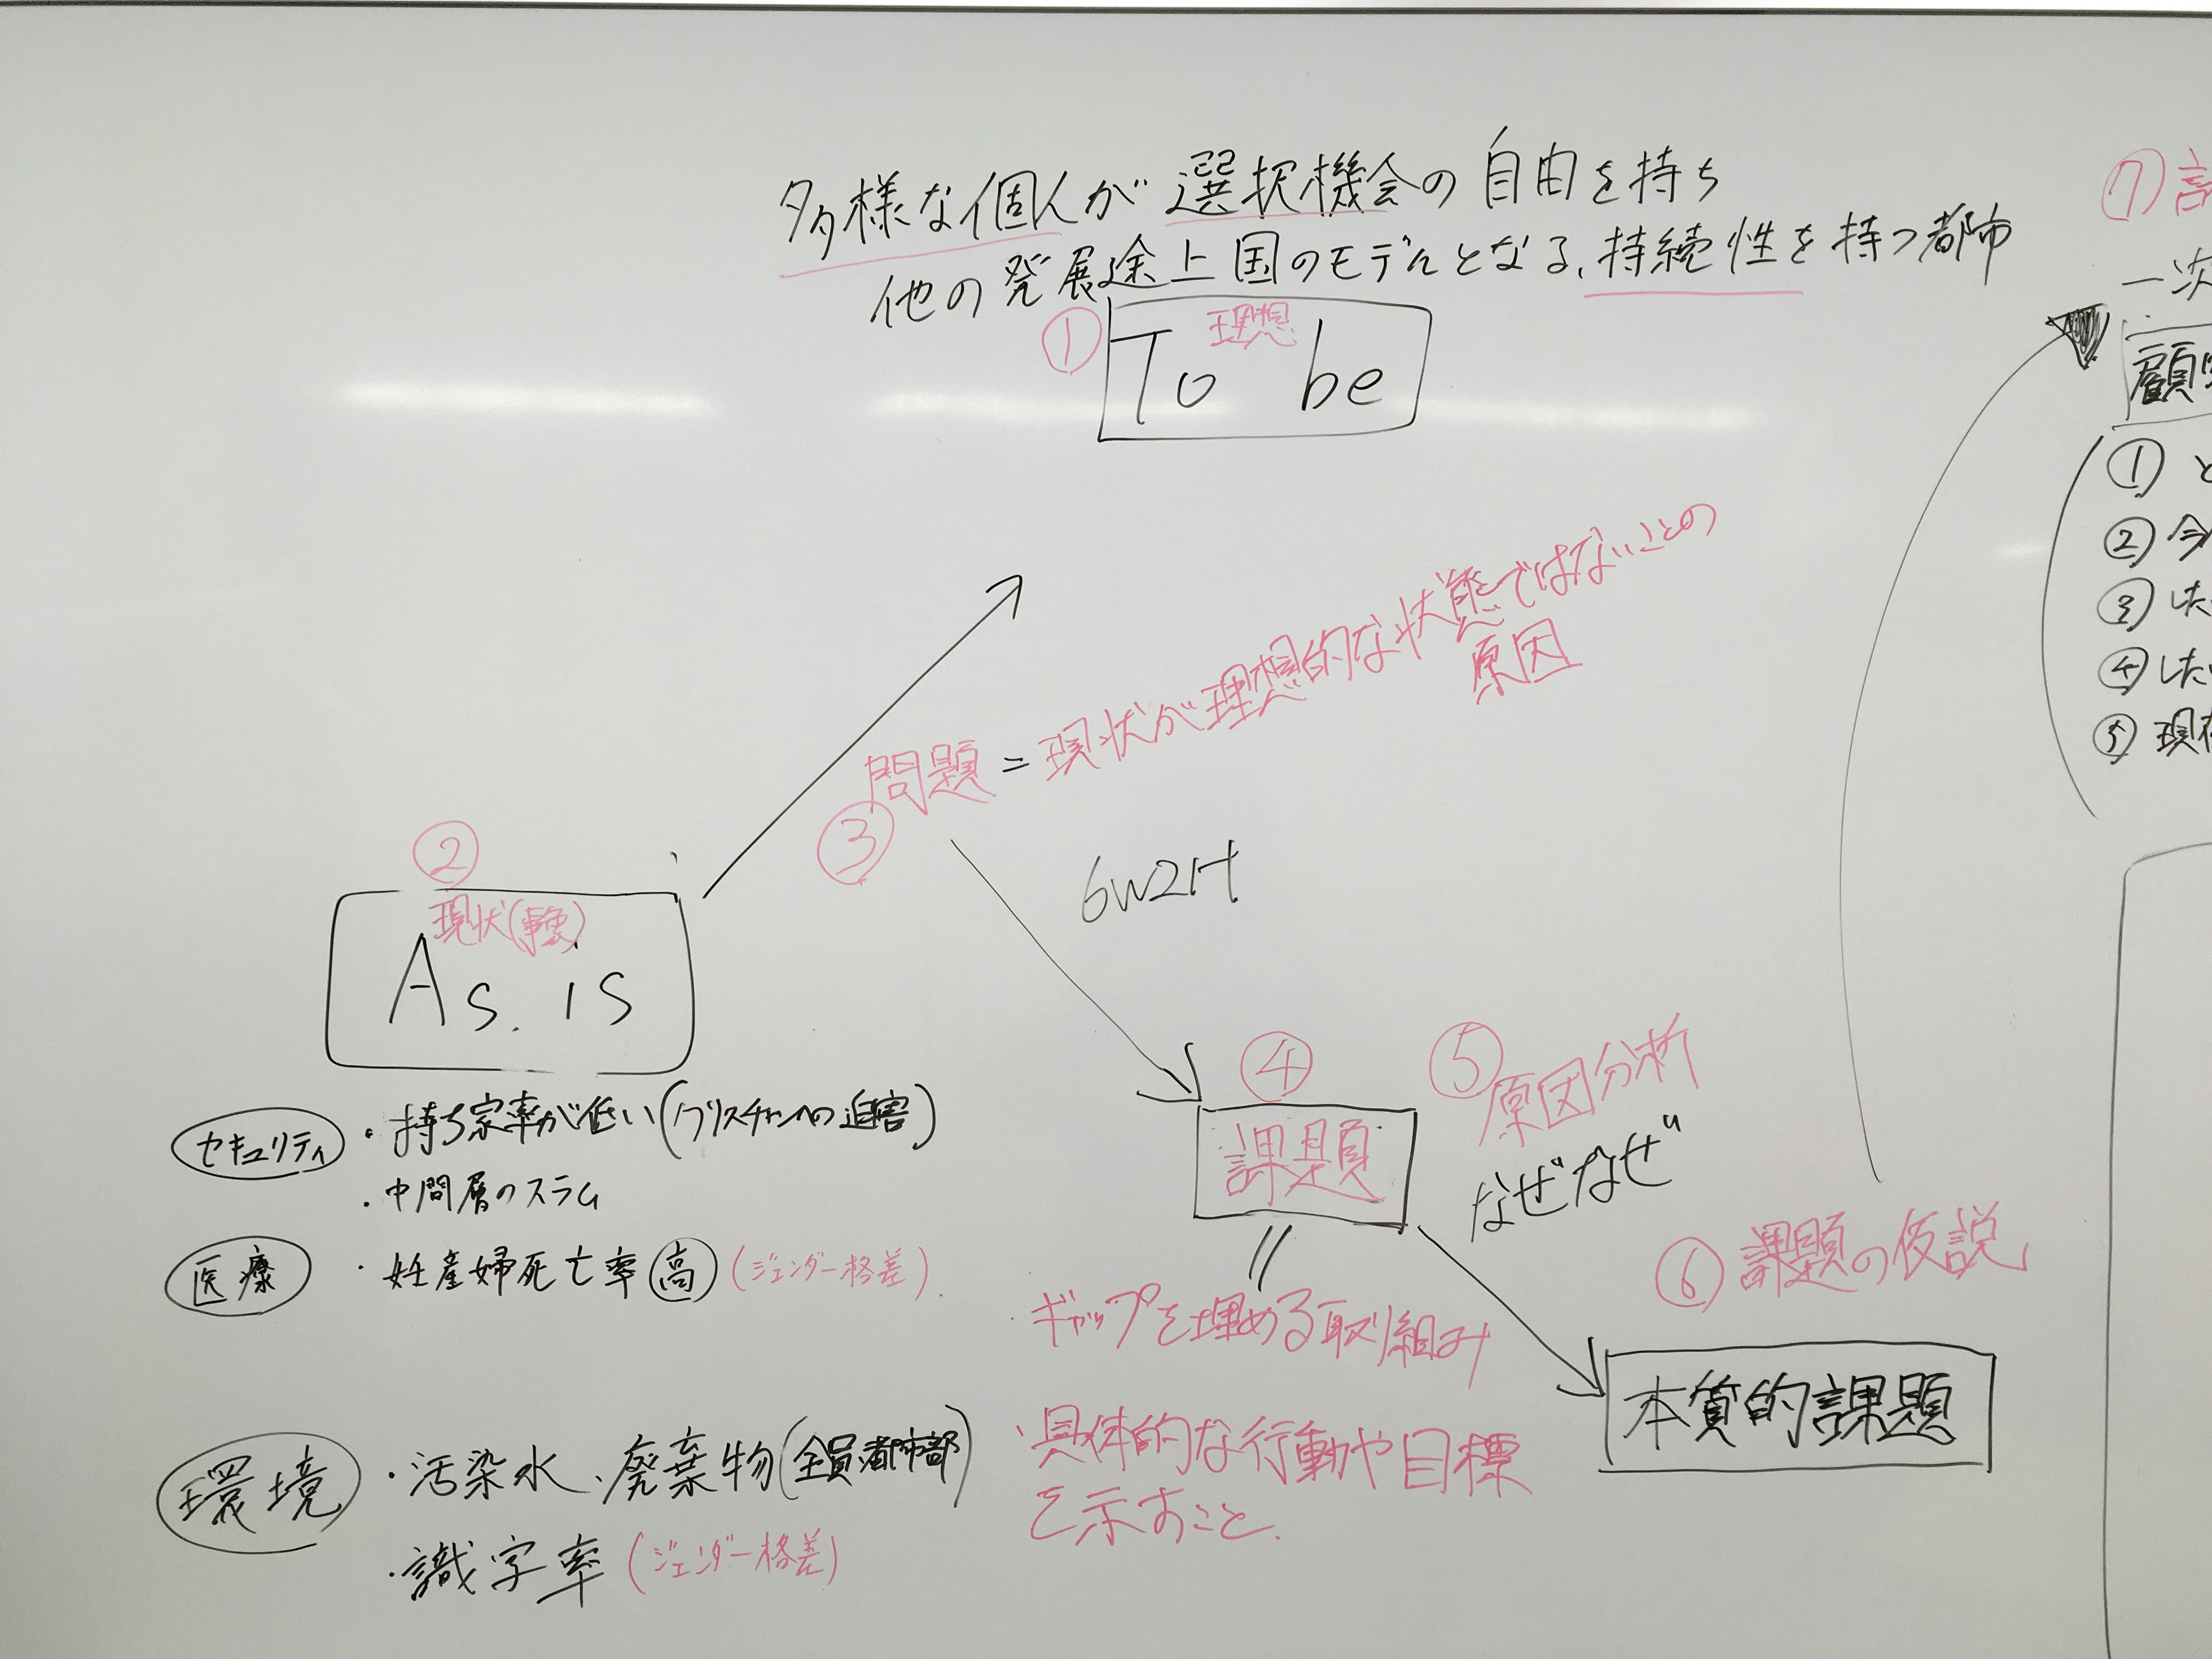 多様な個人が選択機会の自由を持ち
他の発展途上国のモデルとなる、持続性を持つ都市
①
理想
To be
③ 問題 = 現状が理想的な状態ではないことの
原因
6W2H
②
現状(事象)
As. is
セキュリティ
・持ち家率が低い(クリスチャンへの迫害)
・中間層のスラム
医療
・妊産婦死亡率 高 (ジェンダー格差)
環境
・汚染水、廃棄物(全員都市部)
・識字率 (ジェンダー格差)
④
課題
ギャップを埋める取り組み
・具体的な行動や目標
を示すこと.
⑤ 原因分析
なぜなぜ
⑥ 課題の仮説
本質的課題
⑦
一次
顧
① と
② 今
③ した
④ した
⑤ 現